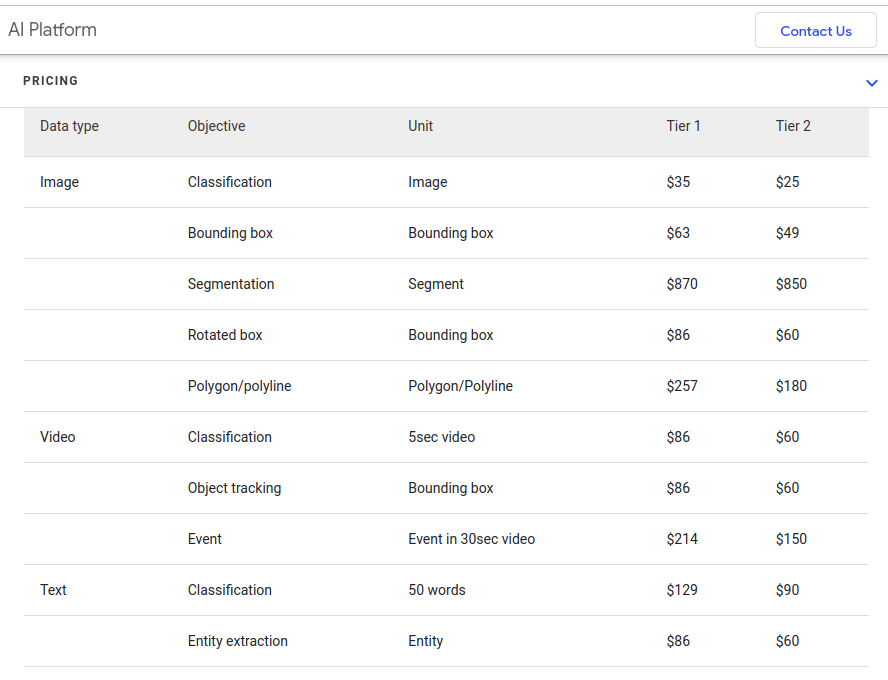 AI Platform
Contact Us
PRICING
Data type Objective Unit Tier 1 Tier 2
Image Classification Image $35 $25
Bounding box Bounding box $63 $49
Segmentation Segment $870 $850
Rotated box Bounding box $86 $60
Polygon/polyline Polygon/Polyline $257 $180
Video Classification 5sec video $86 $60
Object tracking Bounding box $86 $60
Event Event in 30sec video $214 $150
Text Classification 50 words $129 $90
Entity extraction Entity $86 $60